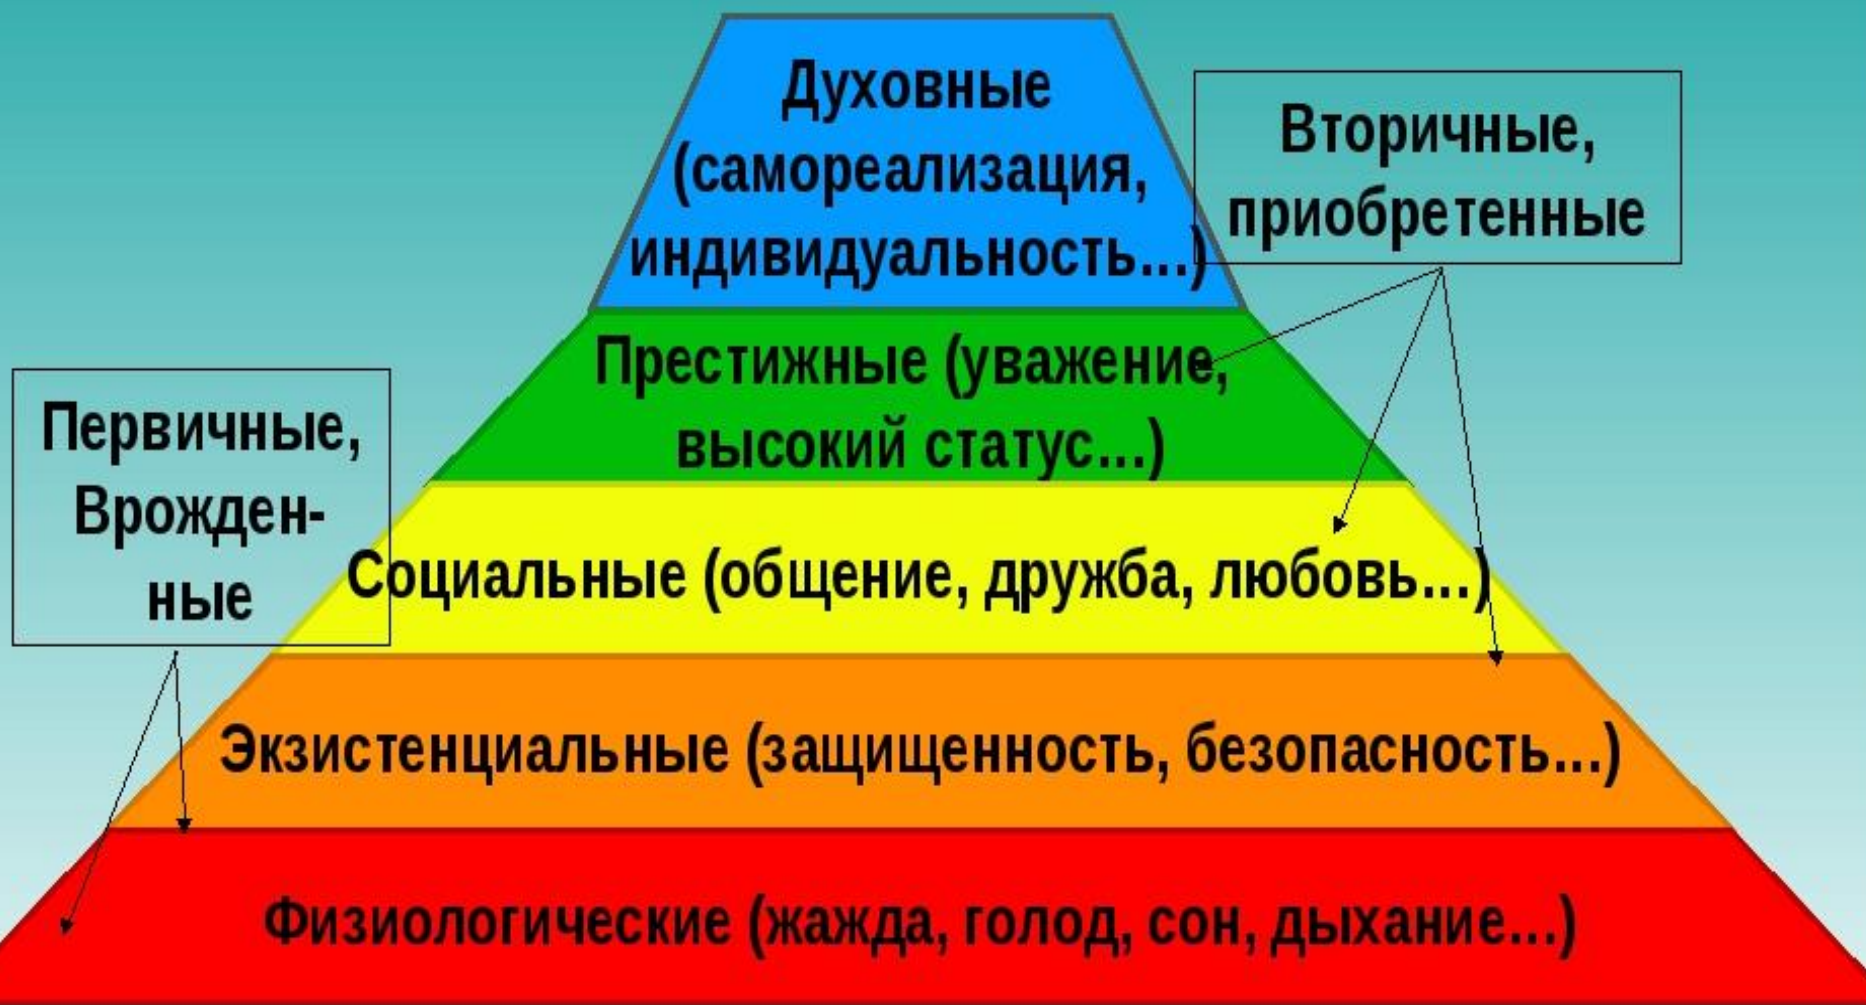 Духовные
(самореализация,
индивидуальность...)
Вторичные,
приобретенные
Престижные (уважение,
высокий статус...)
Первичные,
Врожден-
ные
Социальные (общение, дружба, любовь...)
Экзистенциальные (защищенность, безопасность...)
Физиологические (жажда, голод, сон, дыхание...)